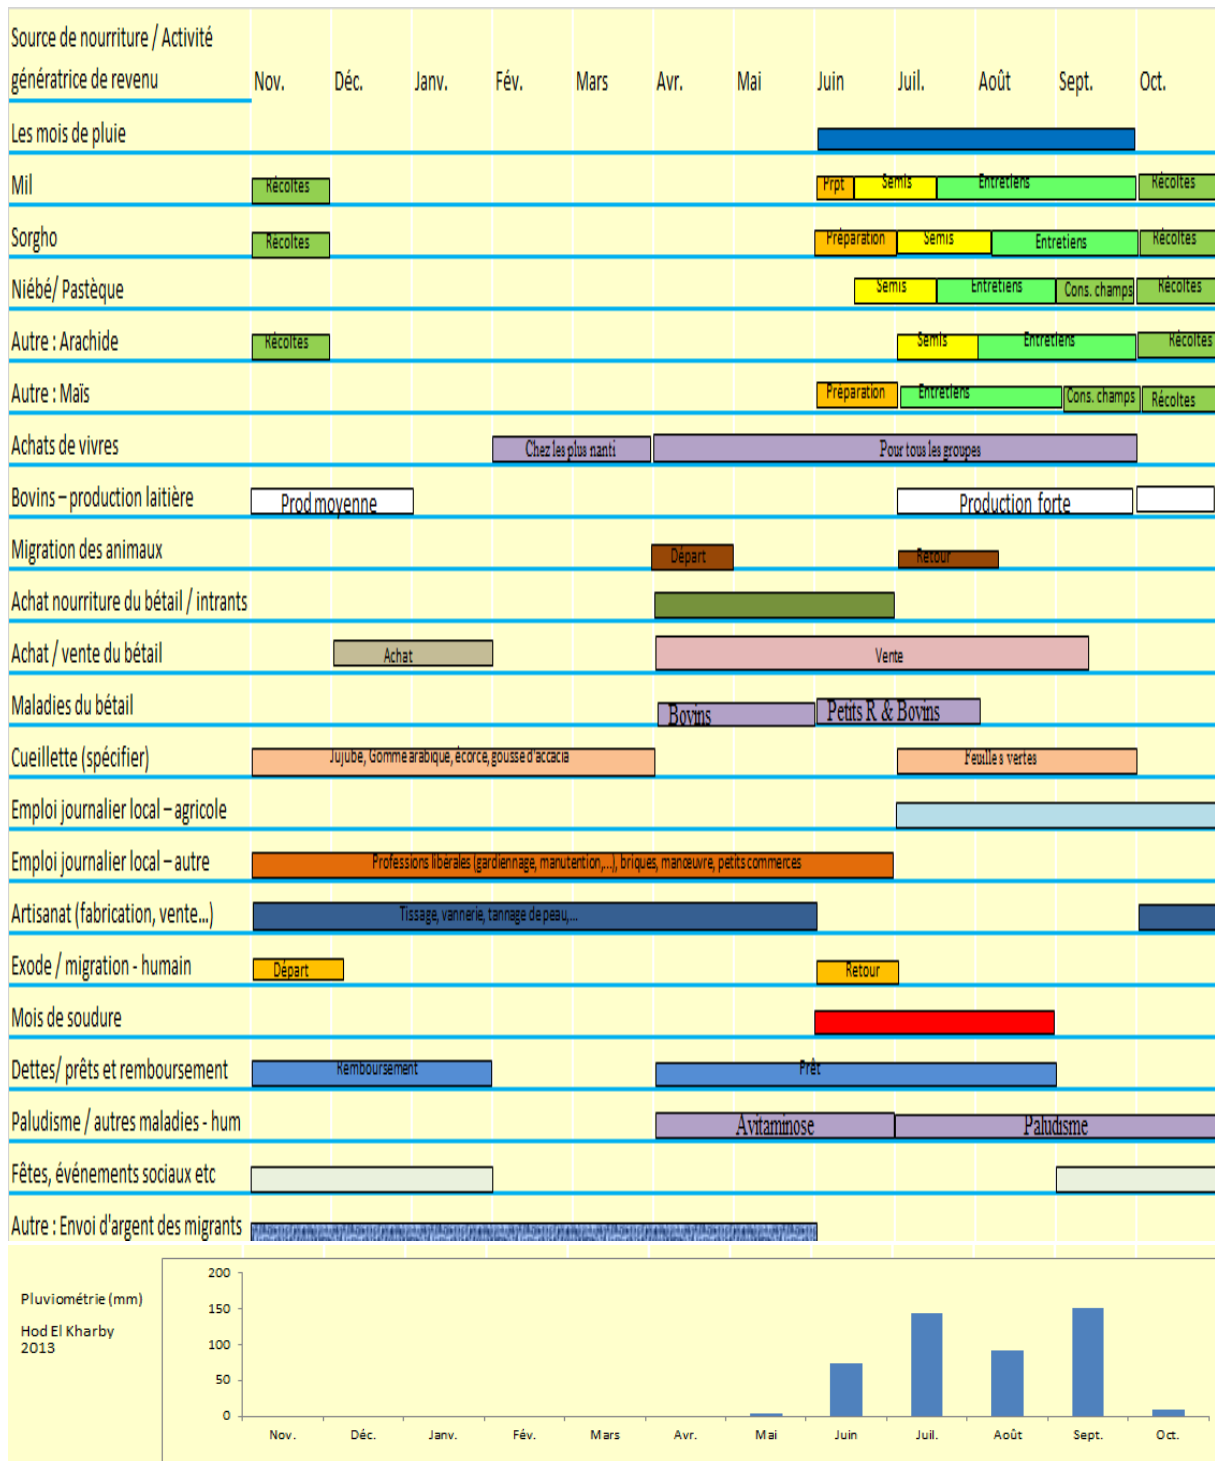 Source de nourriture / Activité
génératrice de revenu Nov. Déc. Janv. Fév. Mars Avr. Mai Juin Juil. Août Sept. Oct.
Les mois de pluie
Mil Récoltes Prpt Semis Entretiens Récoltes
Sorgho Récoltes Préparation Semis Entretiens Récoltes
Niébé/ Pastèque Semis Entretiens Cons. champs Récoltes
Autre : Arachide Récoltes Semis Entretiens Récoltes
Autre : Maïs Préparation Entretiens Cons. champs Récoltes
Achats de vivres Chez les plus nanti Pour tous les groupes
Bovins – production laitière Prod moyenne Production forte
Migration des animaux Départ Retour
Achat nourriture du bétail / intrants
Achat / vente du bétail Achat Vente
Maladies du bétail Bovins Petits R & Bovins
Cueillette (spécifier) Jujube, Gomme arabique, écorce, gousse d'accacia Feuilles vertes
Emploi journalier local – agricole
Emploi journalier local – autre Professions libérales (gardiennage, manutention,...), briques, manœuvre, petits commerces
Artisanat (fabrication, vente...) Tissage, vannerie, tannage de peau,...
Exode / migration - humain Départ Retour
Mois de soudure
Dettes/ prêts et remboursement Remboursement Prêt
Paludisme / autres maladies - hum Avitaminose Paludisme
Fêtes, événements sociaux etc
Autre : Envoi d'argent des migrants
Pluviométrie (mm)
Hod El Kharby
2013
200
150
100
50
0
Nov. Déc. Janv. Fév. Mars Avr. Mai Juin Juil. Août Sept. Oct.